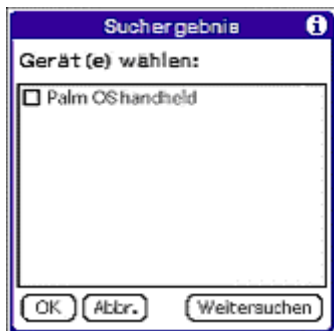 Suchergebnis
Gerät(e) wählen:
Palm OS handheld
OK Abbr. Weitersuchen